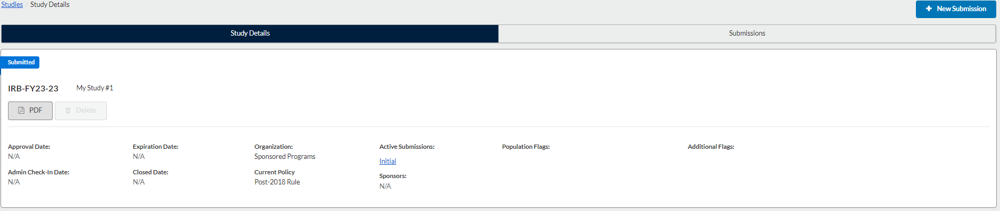 Studies / Study Details
+ New Submission
Study Details
Submissions
Submitted
IRB-FY23-23 My Study #1
PDF
Delete
Approval Date:
N/A
Expiration Date:
N/A
Organization:
Sponsored Programs
Active Submissions:
Initial
Population Flags:
Additional Flags:
Admin Check-In Date:
N/A
Closed Date:
N/A
Current Policy
Post-2018 Rule
Sponsors:
N/A